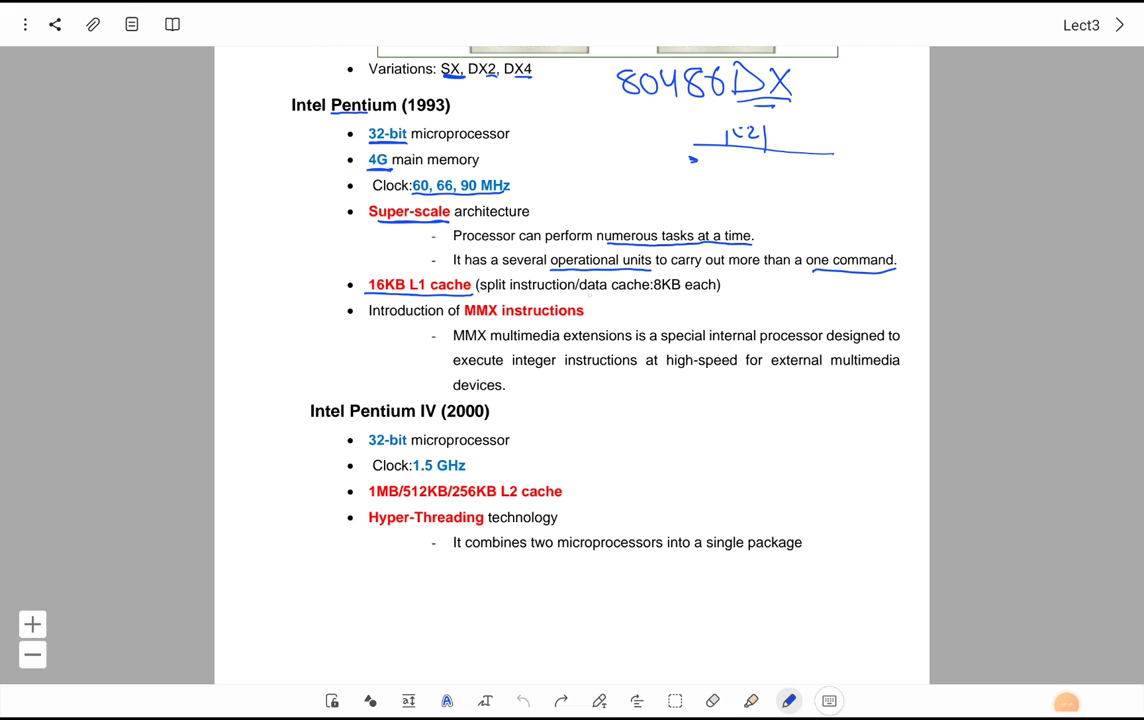 Lect3
Variations: SX, DX2, DX4
80486DX
Intel Pentium (1993)
32-bit microprocessor
4G main memory
Clock:60, 66, 90 MHz
Super-scale architecture
- Processor can perform numerous tasks at a time.
- It has a several operational units to carry out more than a one command.
16KB L1 cache (split instruction/data cache:8KB each)
Introduction of MMX instructions
- MMX multimedia extensions is a special internal processor designed to
execute integer instructions at high-speed for external multimedia
devices.
Intel Pentium IV (2000)
32-bit microprocessor
Clock:1.5 GHz
1MB/512KB/256KB L2 cache
Hyper-Threading technology
- It combines two microprocessors into a single package